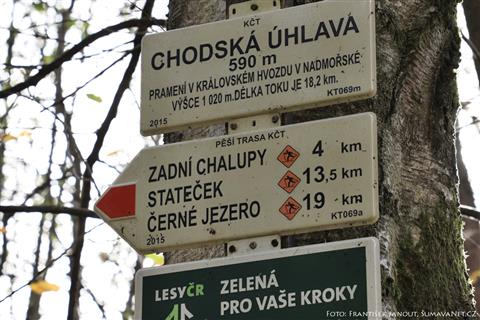 KČT
CHODSKÁ ÚHLAVA
590 m
PRAMENÍ V KRÁLOVSKÉM HVOZDU V NADMOŘSKÉ
VÝŠCE 1 020 m. DÉLKA TOKU JE 18,2 km.
2015 KT069m
PĚŠÍ TRASA KČT
ZADNÍ CHALUPY 4 km
STATEČEK 13,5 km
ČERNÉ JEZERO 19 km
2015 KT069a
LESYČR ZELENÁ
PRO VAŠE KROKY
FOTO: FRANTIŠEK JANOUT, ŠUMAVANET.CZ